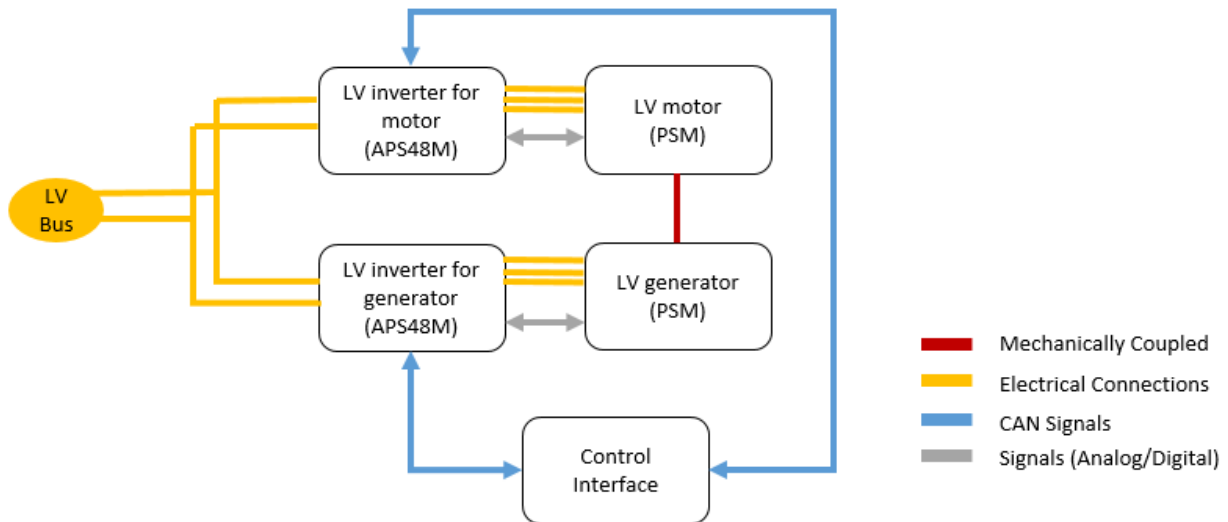 LV inverter for
motor
(APS48M)
LV motor
(PSM)
LV
Bus
LV inverter for
generator
(APS48M)
LV generator
(PSM)
Control
Interface
Mechanically Coupled
Electrical Connections
CAN Signals
Signals (Analog/Digital)